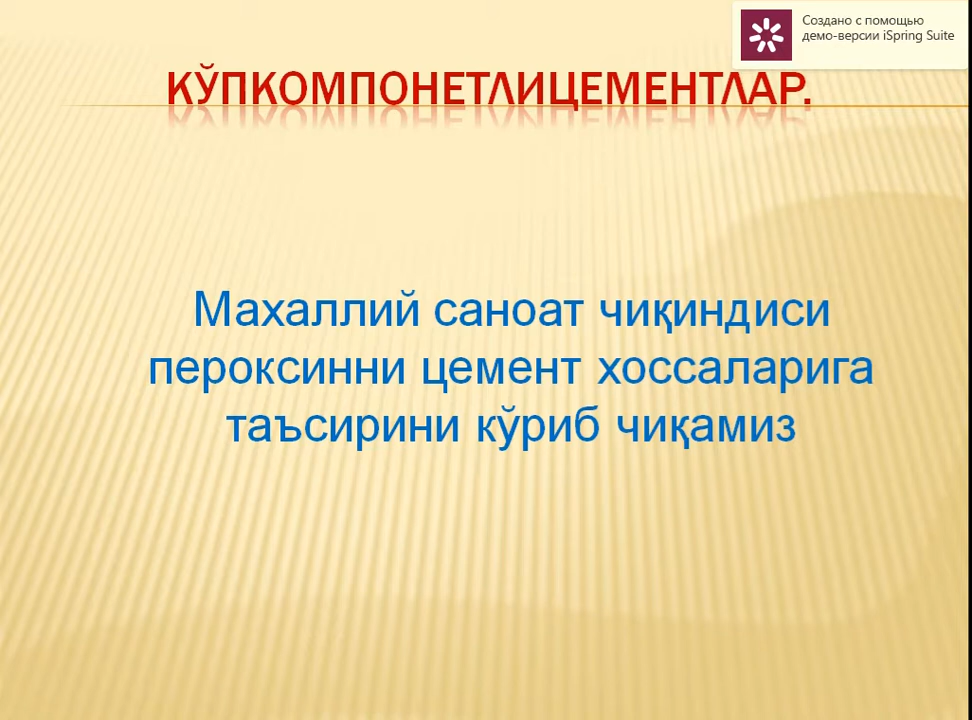 Создано с помощью
демо-версии iSpring Suite
КЎПКОМПОНЕТЛИЦЕМЕНТЛАР.
Махаллий саноат чиқиндиси
пероксинни цемент хоссаларига
таъсирини кўриб чиқамиз